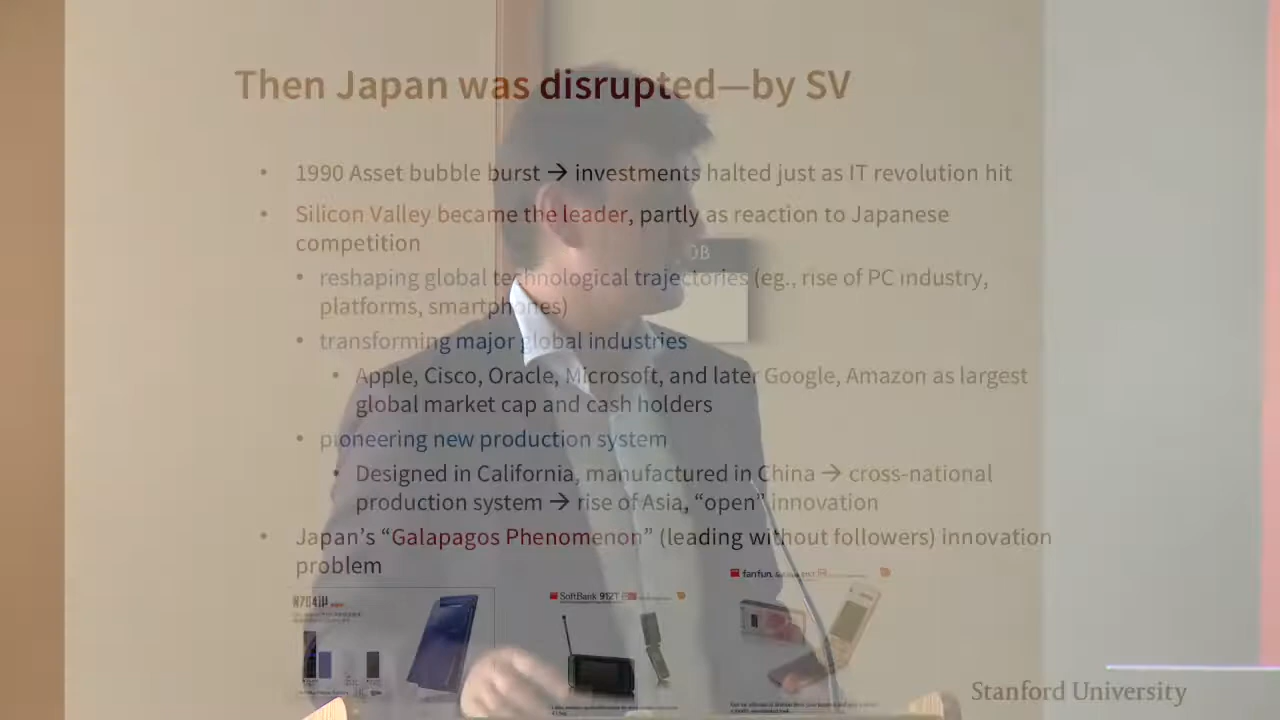 Then Japan was disrupted—by SV
• 1990 Asset bubble burst → investments halted just as IT revolution hit
• Silicon Valley became the leader, partly as reaction to Japanese
competition
• reshaping global technological trajectories (eg., rise of PC industry,
platforms, smartphones)
• transforming major global industries
• Apple, Cisco, Oracle, Microsoft, and later Google, Amazon as largest
global market cap and cash holders
• pioneering new production system
• Designed in California, manufactured in China → cross-national
production system → rise of Asia, “open” innovation
• Japan’s “Galapagos Phenomenon” (leading without followers) innovation
problem
fanfun.
SoftBank 912T
Stanford University